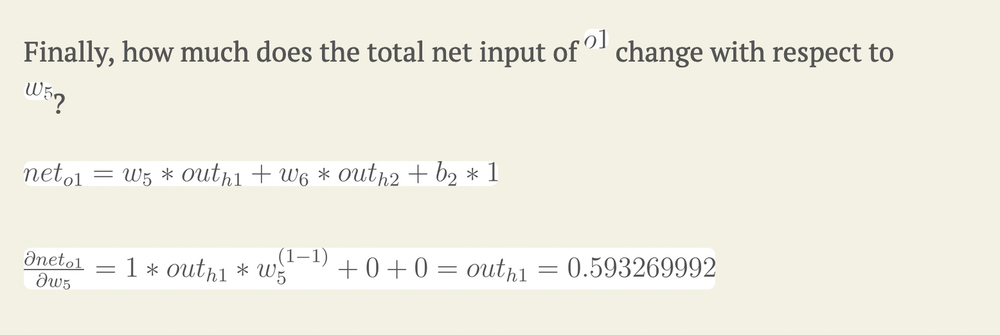 Finally, how much does the total net input of o1 change with respect to
w_5?
net_{o1} = w_5 * out_{h1} + w_6 * out_{h2} + b_2 * 1
\frac{\partial net_{o1}}{\partial w_5} = 1 * out_{h1} * w_5^{(1-1)} + 0 + 0 = out_{h1} = 0.593269992